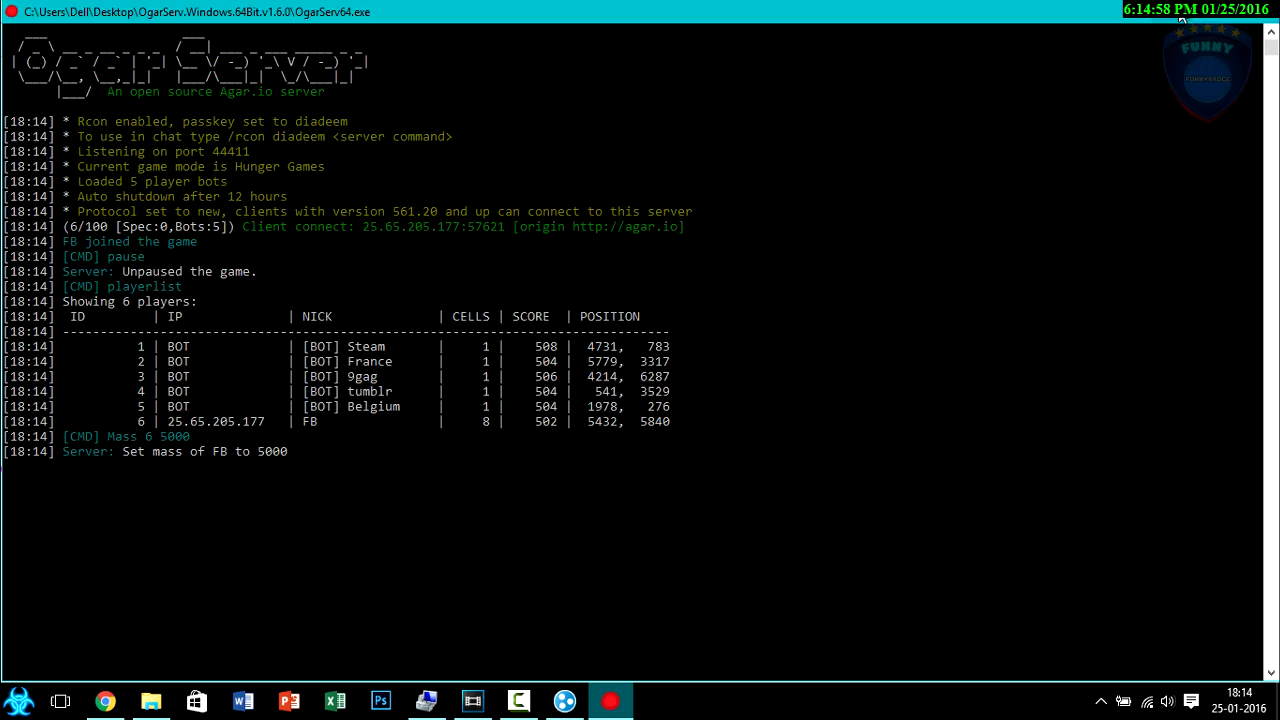 C:\Users\Dell\Desktop\OgarServ.Windows.64Bit.v1.6.0\OgarServ64.exe
6:14:58 PM 01/25/2016
FUNNY
Ogar Server
An open source Agar.io server
[18:14] * Rcon enabled, passkey set to diadeem
[18:14] * To use in chat type /rcon diadeem <server command>
[18:14] * Listening on port 44411
[18:14] * Current game mode is Hunger Games
[18:14] * Loaded 5 player bots
[18:14] * Auto shutdown after 12 hours
[18:14] * Protocol set to new, clients with version 561.20 and up can connect to this server
[18:14] (6/100 [Spec:0,Bots:5]) Client connect: 25.65.205.177:57621 [origin http://agar.io]
[18:14] FB joined the game
[18:14] [CMD] pause
[18:14] Server: Unpaused the game.
[18:14] [CMD] playerlist
[18:14] Showing 6 players:
[18:14] ID | IP | NICK | CELLS | SCORE | POSITION
[18:14] ---------------------------------------------------------------------------------
[18:14] 1 | BOT | [BOT] Steam | 1 | 508 | 4731, 783
[18:14] 2 | BOT | [BOT] France | 1 | 504 | 5779, 3317
[18:14] 3 | BOT | [BOT] 9gag | 1 | 506 | 4214, 6287
[18:14] 4 | BOT | [BOT] tumblr | 1 | 504 | 541, 3529
[18:14] 5 | BOT | [BOT] Belgium | 1 | 504 | 1978, 276
[18:14] 6 | 25.65.205.177 | FB | 8 | 502 | 5432, 5840
[18:14] [CMD] Mass 6 5000
[18:14] Server: Set mass of FB to 5000
18:14
25-01-2016